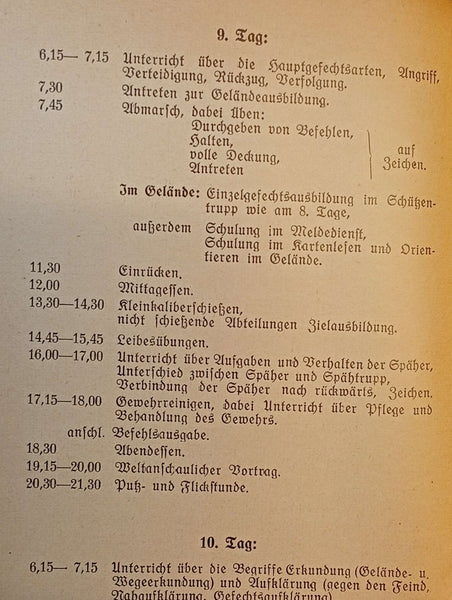 9. Tag:
6,15— 7,15 Unterricht über die Hauptgefechtsarten, Angriff,
Verteidigung, Rückzug, Verfolgung.
7,30 Antreten zur Geländeausbildung.
7,45 Abmarsch, dabei Üben:
Durchgeben von Befehlen,
Halten,
auf
volle Deckung,
Zeichen.
Antreten
Im Gelände: Einzelgefechtsausbildung im Schützen-
trupp wie am 8. Tage,
außerdem Schulung im Meldedienst,
Schulung im Kartenlesen und Orien-
tieren im Gelände.
11,30 Einrücken.
12,00 Mittagessen.
13,30—14,30 Kleinkaliberschießen,
nicht schießende Abteilungen Zielausbildung.
14,45—15,45 Leibesübungen.
16,00—17,00 Unterricht über Aufgaben und Verhalten der Späher,
Unterschied zwischen Späher und Spähtrupp,
Verbindung der Späher nach rückwärts, Zeichen.
17,15—18,00 Gewehrreinigen, dabei Unterricht über Pflege und
Behandlung des Gewehrs.
anschl. Befehlsausgabe.
18,30 Abendessen.
19,15—20,00 Weltanschaulicher Vortrag.
20,30—21,30 Putz- und Flickstunde.
10. Tag:
6,15— 7,15 Unterricht über die Begriffe Erkundung (Gelände- u.
Wegeerkundung) und Aufklärung (gegen den Feind,
Nahaufklärung, Gefechtsaufklärung)